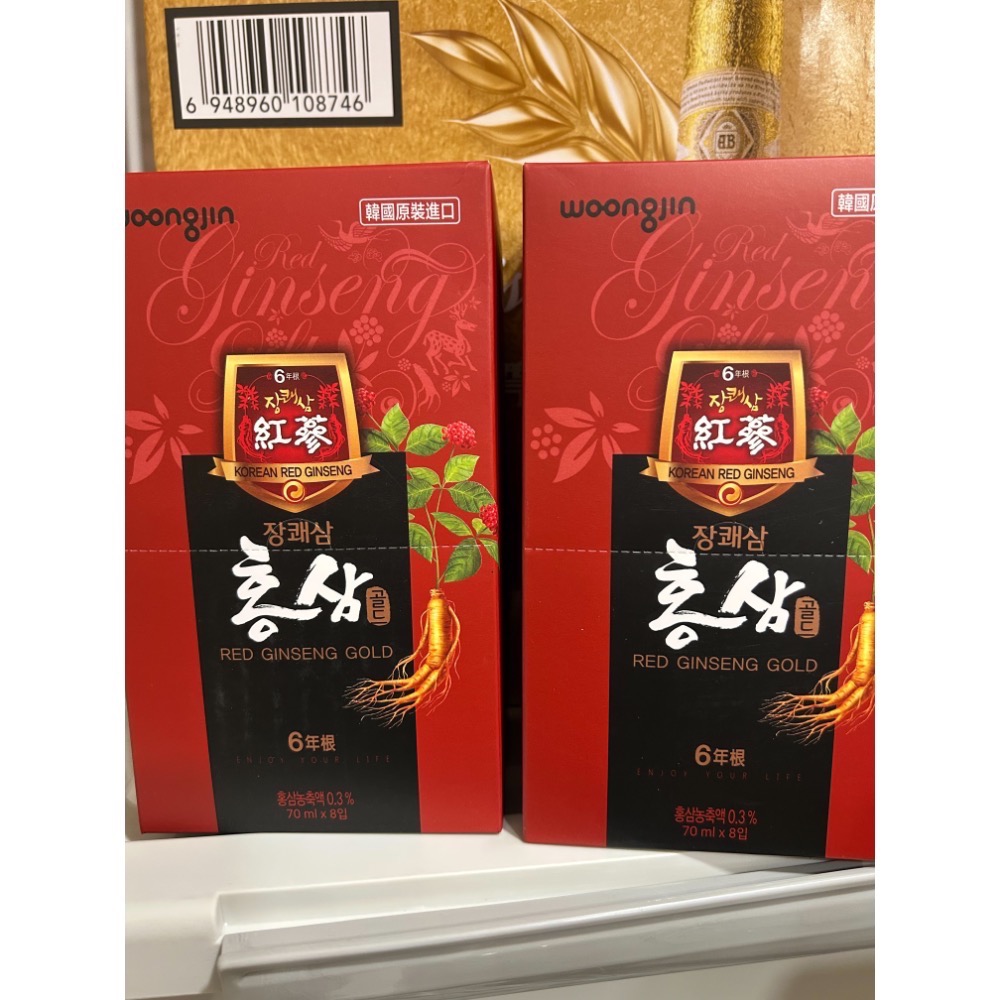 6 948960 108746
AB
woongjin
韓國原裝進口
Red
Ginseng
6年根
장쾌삼
紅蔘
KOREAN RED GINSENG
장쾌삼
홍삼
골드
RED GINSENG GOLD
6年根
ENJOY YOUR LIFE
홍삼농축액 0.3%
70 ml x 8입
woongjin
韓國原
Red
Ginseng
6年根
장쾌삼
紅蔘
KOREAN RED GINSENG
장쾌삼
홍삼
골드
RED GINSENG GOLD
6年根
ENJOY YOUR LIFE
홍삼농축액 0.3%
70 ml x 8입